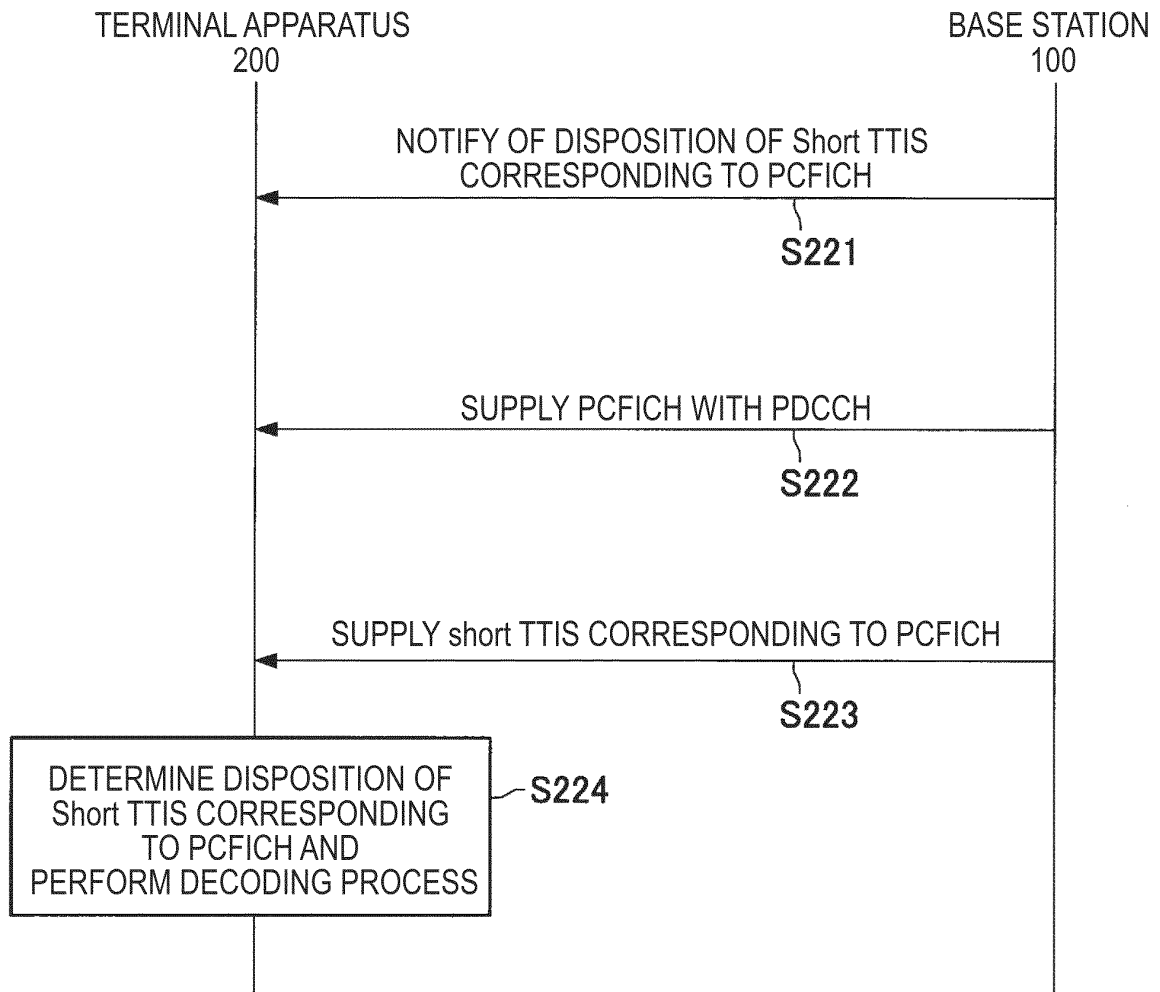 TERMINAL APPARATUS
200
BASE STATION
100
NOTIFY OF DISPOSITION OF Short TTIS
CORRESPONDING TO PCFICH
S221
SUPPLY PCFICH WITH PDCCH
S222
SUPPLY short TTIS CORRESPONDING TO PCFICH
S223
DETERMINE DISPOSITION OF
Short TTIS CORRESPONDING
TO PCFICH AND
PERFORM DECODING PROCESS
S224